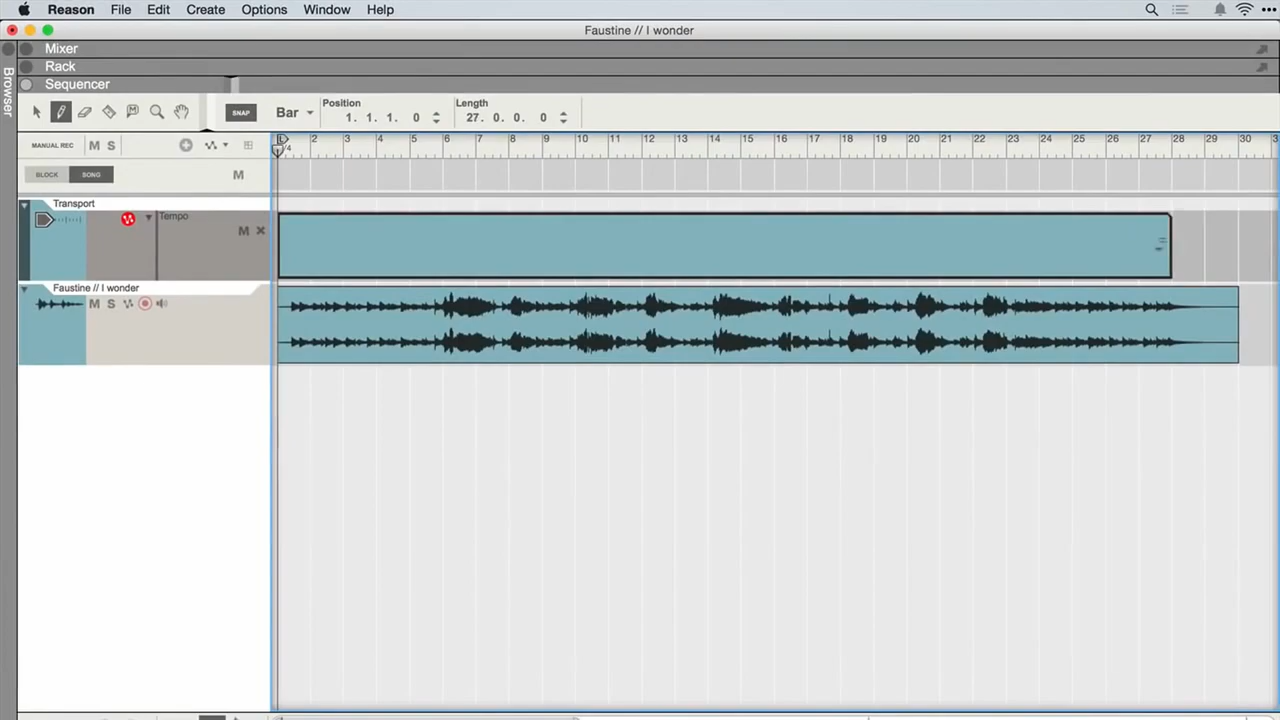 Reason File Edit Create Options Window Help
Faustine // I wonder
Mixer
Rack
Sequencer
Browser
SNAP Bar Position 1. 1. 1. 0 Length 27. 0. 0. 0
MANUAL REC M S
/4 2 3 4 5 6 7 8 9 10 11 12 13 14 15 16 17 18 19 20 21 22 23 24 25 26 27 28 29 30
BLOCK SONG M
Transport
Tempo
M
Faustine // I wonder
M S